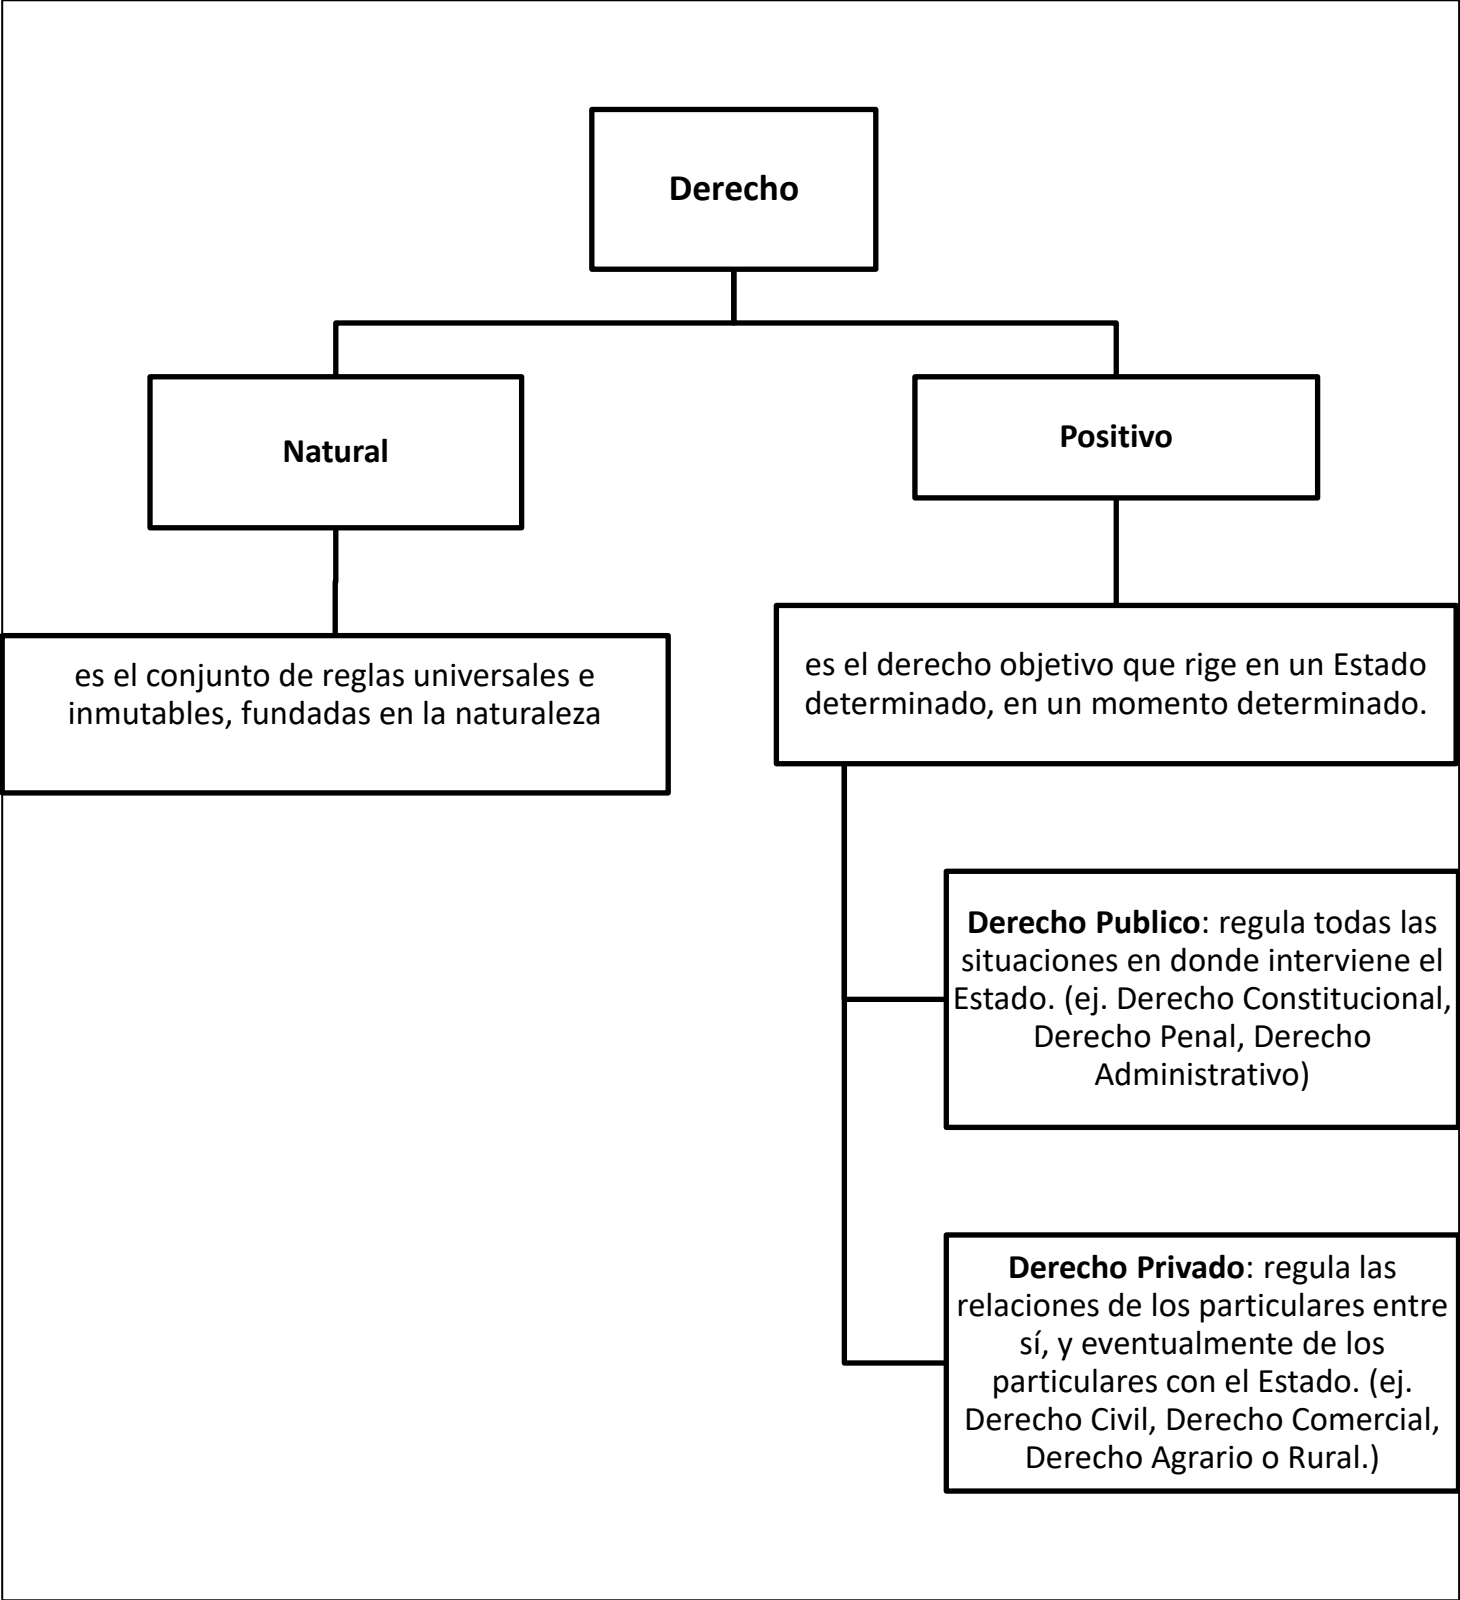 Derecho
Natural
Positivo
es el conjunto de reglas universales e
inmutables, fundadas en la naturaleza
es el derecho objetivo que rige en un Estado
determinado, en un momento determinado.
Derecho Publico: regula todas las
situaciones en donde interviene el
Estado. (ej. Derecho Constitucional,
Derecho Penal, Derecho
Administrativo)
Derecho Privado: regula las
relaciones de los particulares entre
sí, y eventualmente de los
particulares con el Estado. (ej.
Derecho Civil, Derecho Comercial,
Derecho Agrario o Rural.)